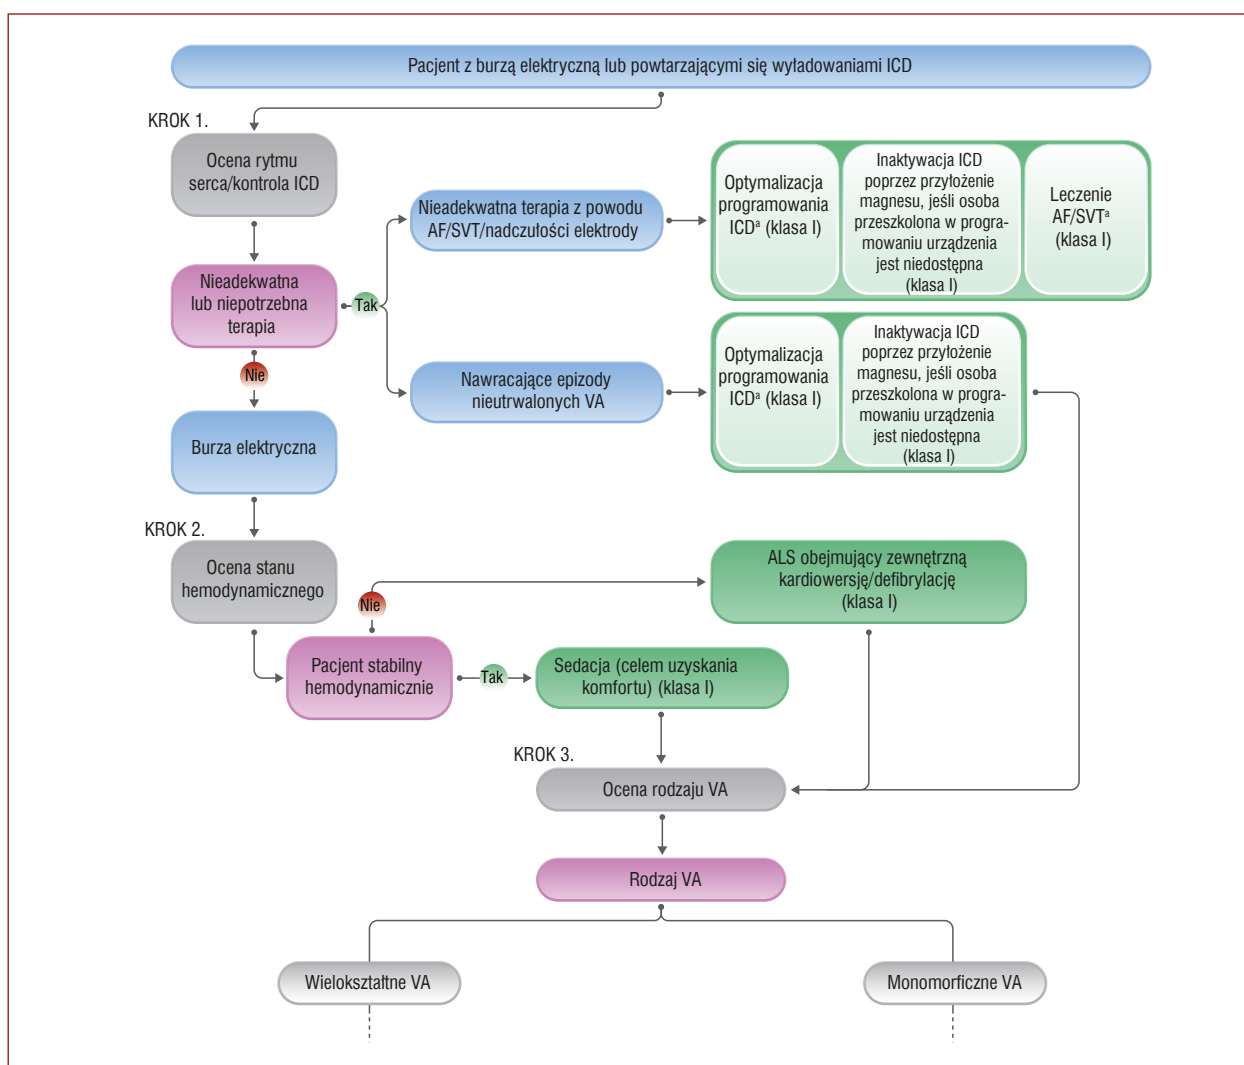 Pacjent z burzą elektryczną lub powtarzającymi się wyładowaniami ICD
KROK 1.
Ocena rytmu
serca/kontrola ICD
Nieadekwatna
lub niepotrzebna
terapia
Tak
Nieadekwatna terapia z powodu
AF/SVT/nadczułości elektrody
Optymalizacja
programowania
ICDᵃ (klasa I)
Inaktywacja ICD
poprzez przyłożenie
magnesu, jeśli osoba
przeszkolona w progra-
mowaniu urządzenia
jest niedostępna
(klasa I)
Leczenie
AF/SVTᵃ
(klasa I)
Nawracające epizody
nieutrwalonych VA
Optymalizacja
programowania
ICDᵃ (klasa I)
Inaktywacja ICD
poprzez przyłożenie
magnesu, jeśli osoba
przeszkolona w progra-
mowaniu urządzenia
jest niedostępna
(klasa I)
Nie
Burza elektryczna
KROK 2.
Ocena stanu
hemodynamicznego
Pacjent stabilny
hemodynamicznie
Nie
ALS obejmujący zewnętrzną
kardiowersję/defibrylację
(klasa I)
Tak
Sedacja (celem uzyskania
komfortu) (klasa I)
KROK 3.
Ocena rodzaju VA
Rodzaj VA
Wielokształtne VA
Monomorficzne VA